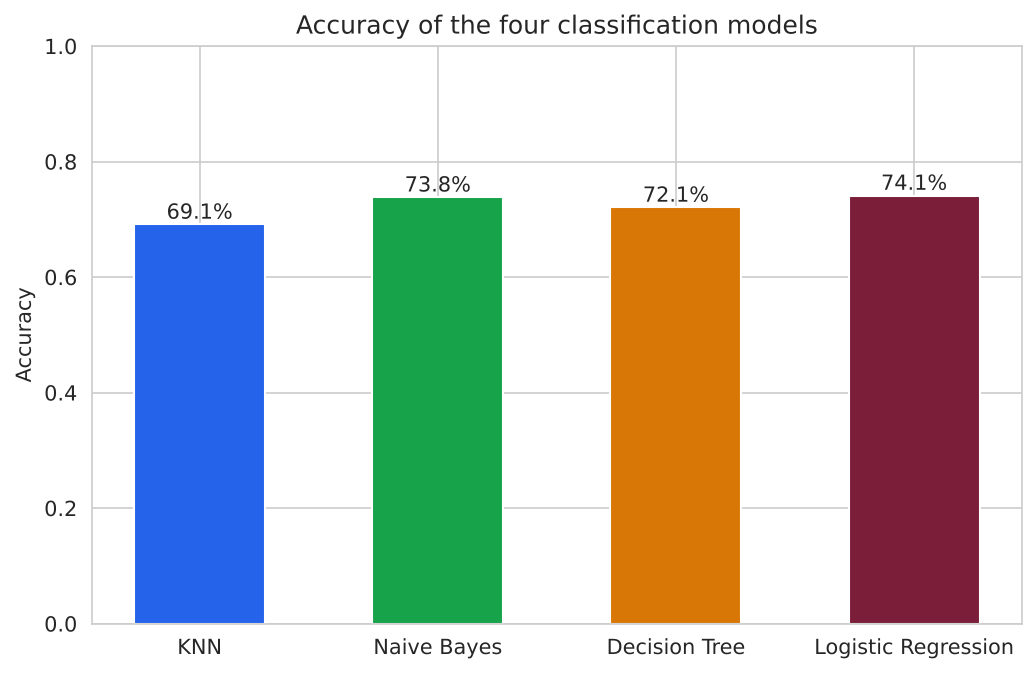 Accuracy of the four classification models
1.0
0.8
0.6
0.4
0.2
0.0
Accuracy
69.1%
73.8%
72.1%
74.1%
KNN
Naive Bayes
Decision Tree
Logistic Regression